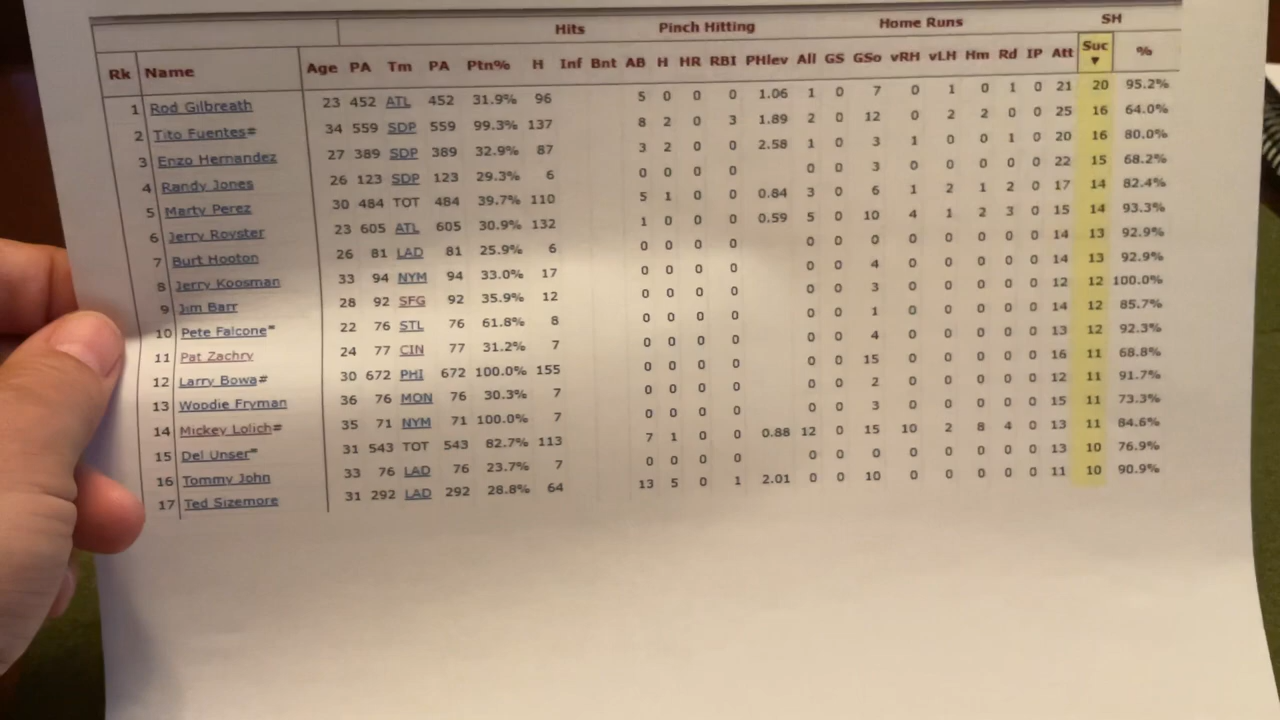 Hits Pinch Hitting Home Runs SH
Rk Name Age PA Tm PA Ptn% H Inf Bnt AB H HR RBI PHlev All GS GSo vRH vLH Hm Rd IP Att Suc ▼ %
1 Rod Gilbreath 23 452 ATL 452 31.9% 96 5 0 0 0 1.06 1 0 7 0 1 0 1 0 21 20 95.2%
2 Tito Fuentes# 34 559 SDP 559 99.3% 137 8 2 0 3 1.89 2 0 12 0 2 2 0 0 25 16 64.0%
3 Enzo Hernandez 27 389 SDP 389 32.9% 87 3 2 0 0 2.58 1 0 3 1 0 0 1 0 20 16 80.0%
4 Randy Jones 26 123 SDP 123 29.3% 6 0 0 0 0 0 0 3 0 0 0 0 0 22 15 68.2%
5 Marty Perez 30 484 TOT 484 39.7% 110 5 1 0 0 0.84 3 0 6 1 2 1 2 0 17 14 82.4%
6 Jerry Royster 23 605 ATL 605 30.9% 132 1 0 0 0 0.59 5 0 10 4 1 2 3 0 15 14 93.3%
7 Burt Hooton 26 81 LAD 81 25.9% 6 0 0 0 0 0 0 0 0 0 0 0 0 14 13 92.9%
8 Jerry Koosman 33 94 NYM 94 33.0% 17 0 0 0 0 0 0 4 0 0 0 0 0 14 13 92.9%
9 Jim Barr 28 92 SFG 92 35.9% 12 0 0 0 0 0 0 3 0 0 0 0 0 12 12 100.0%
10 Pete Falcone* 22 76 STL 76 61.8% 8 0 0 0 0 0 0 1 0 0 0 0 0 14 12 85.7%
11 Pat Zachry 24 77 CIN 77 31.2% 7 0 0 0 0 0 0 4 0 0 0 0 0 13 12 92.3%
12 Larry Bowa# 30 672 PHI 672 100.0% 155 0 0 0 0 0 0 15 0 0 0 0 0 16 11 68.8%
13 Woodie Fryman 36 76 MON 76 30.3% 7 0 0 0 0 0 0 2 0 0 0 0 0 12 11 91.7%
14 Mickey Lolich# 35 71 NYM 71 100.0% 7 0 0 0 0 0 0 3 0 0 0 0 0 15 11 73.3%
15 Del Unser* 31 543 TOT 543 82.7% 113 7 1 0 0 0.88 12 0 15 10 2 8 4 0 13 11 84.6%
16 Tommy John 33 76 LAD 76 23.7% 7 0 0 0 0 0 0 0 0 0 0 0 0 13 10 76.9%
17 Ted Sizemore 31 292 LAD 292 28.8% 64 13 5 0 1 2.01 0 0 10 0 0 0 0 0 11 10 90.9%